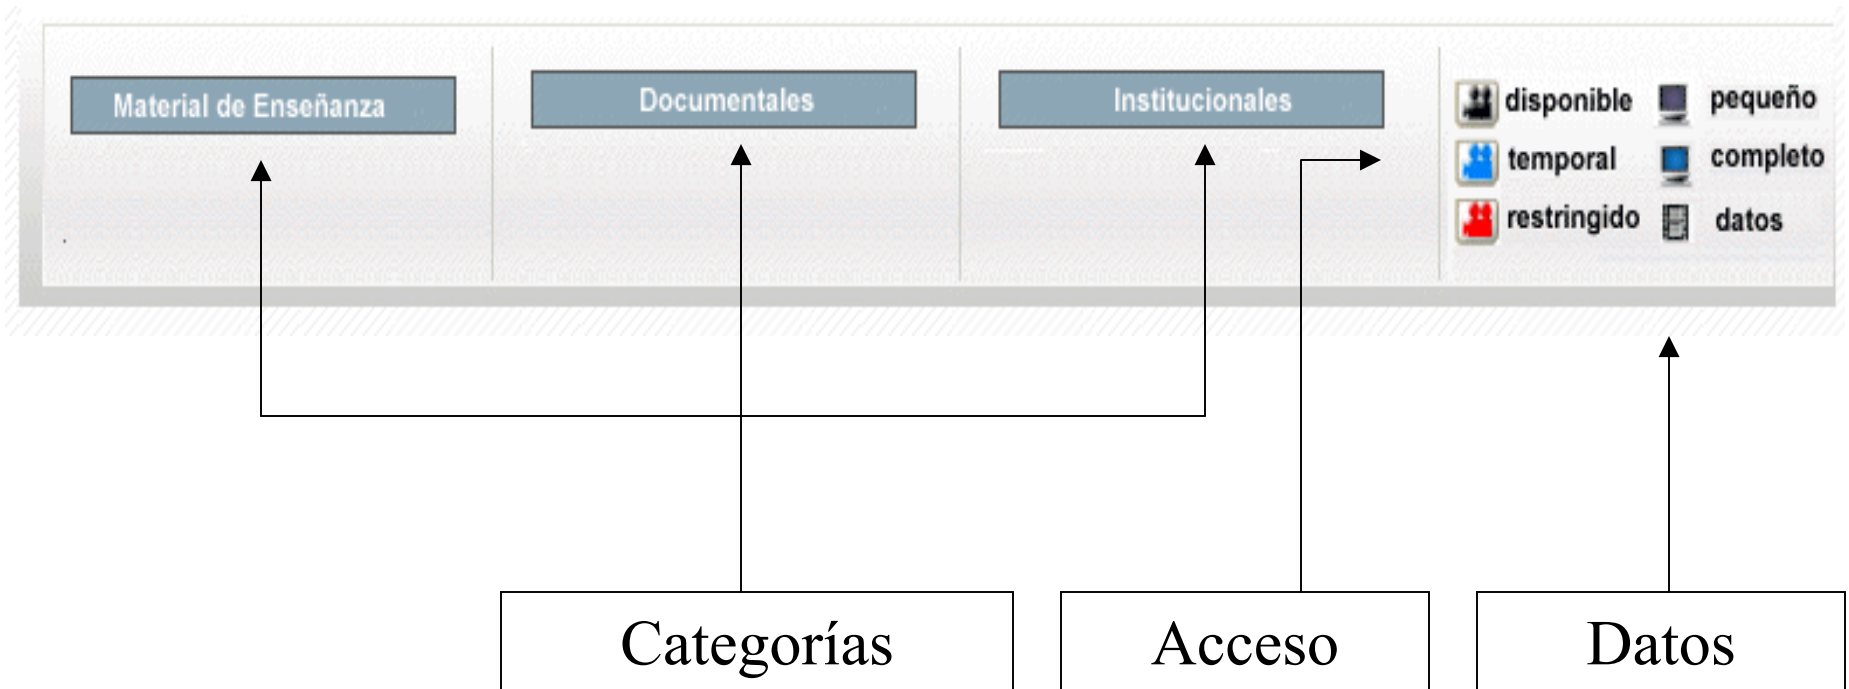 Material de Enseñanza
Documentales
Institucionales
disponible
pequeño
temporal
completo
restringido
datos
Categorías
Acceso
Datos